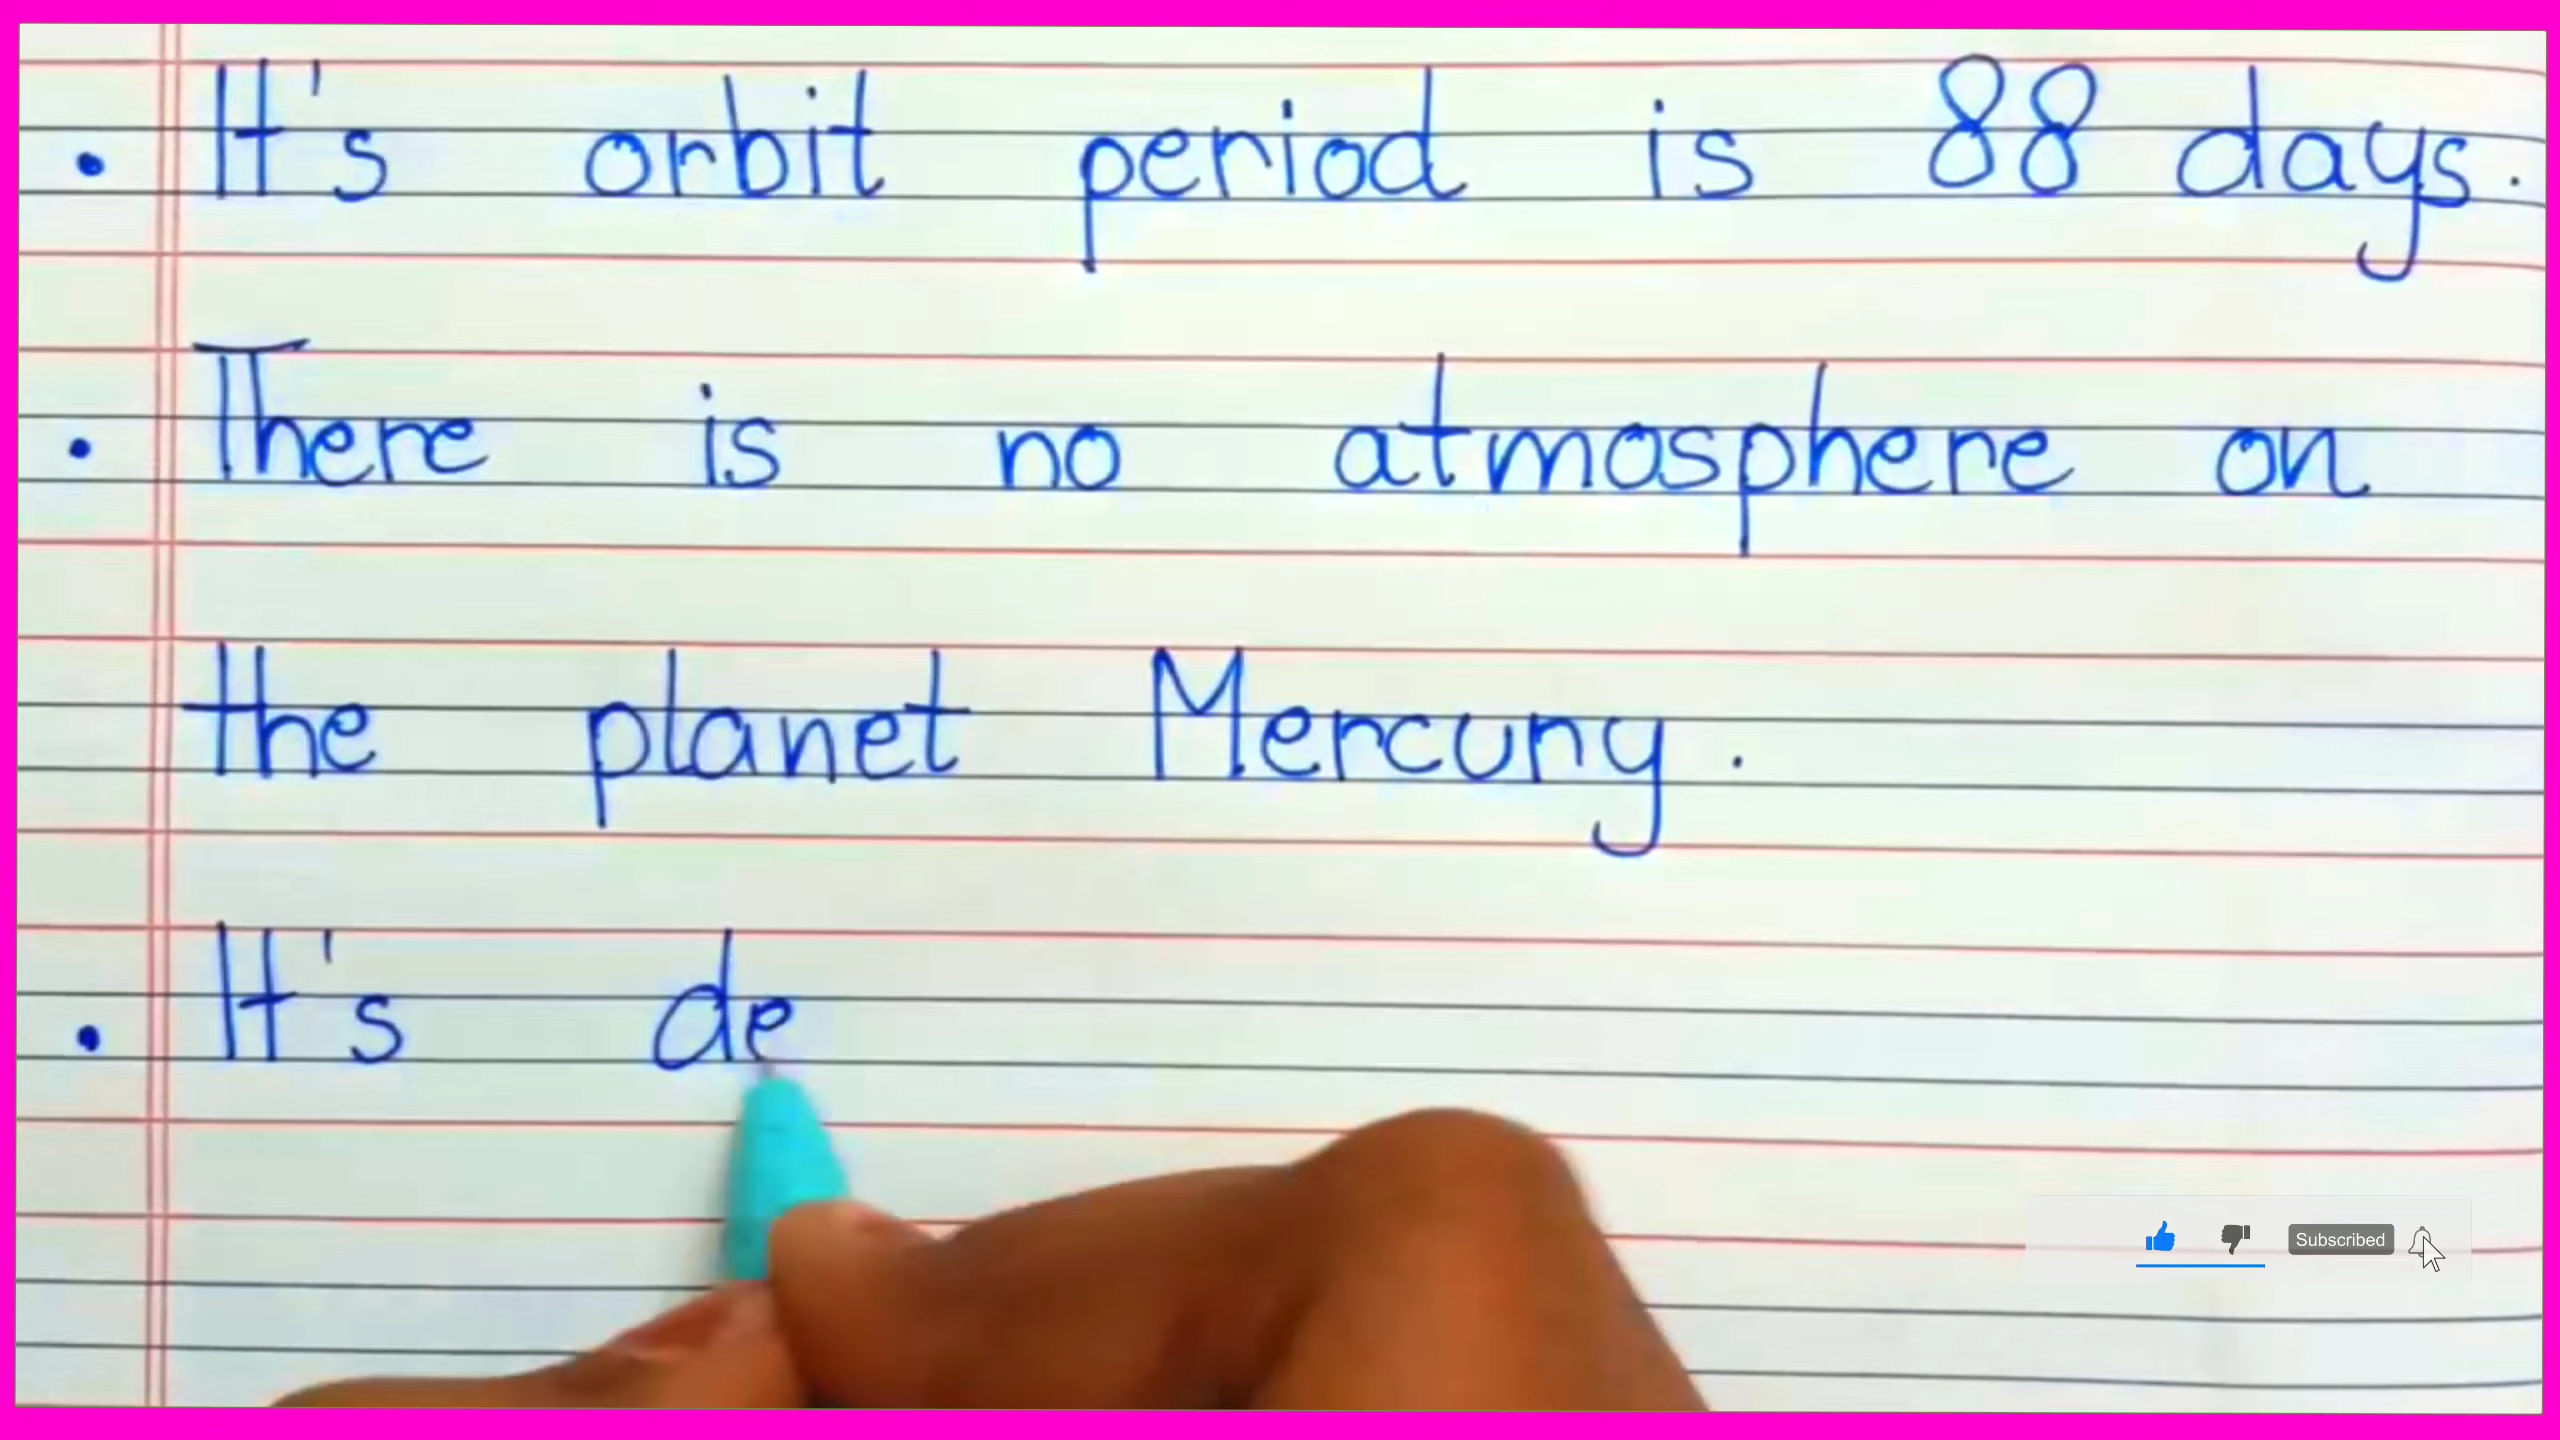 • It's orbit period is 88 days.
• There is no atmosphere on
the planet Mercury.
• It's de
Subscribed